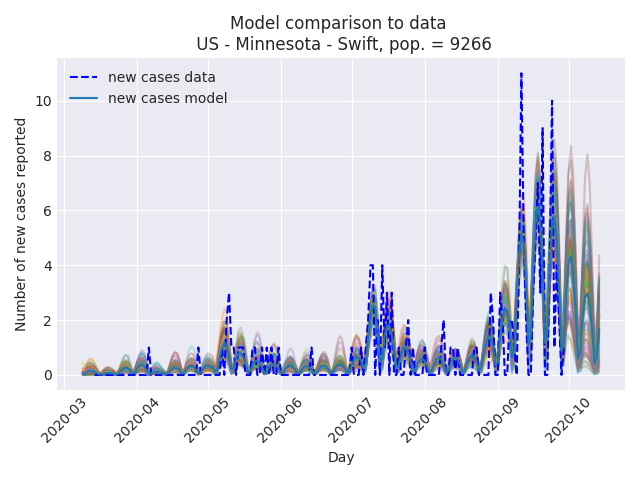 Model comparison to data
US - Minnesota - Swift, pop. = 9266
new cases data
new cases model
Number of new cases reported
10
8
6
4
2
0
2020-03
2020-04
2020-05
2020-06
2020-07
2020-08
2020-09
2020-10
Day